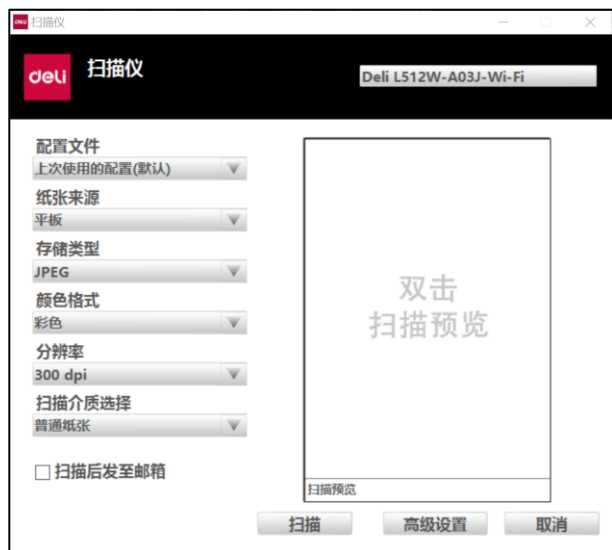 deli 扫描仪
deli 扫描仪
Deli L512W-A03J-Wi-Fi
配置文件
上次使用的配置(默认)
纸张来源
平板
存储类型
JPEG
颜色格式
彩色
分辨率
300 dpi
扫描介质选择
普通纸张
扫描后发至邮箱
双击
扫描预览
扫描预览
扫描 高级设置 取消